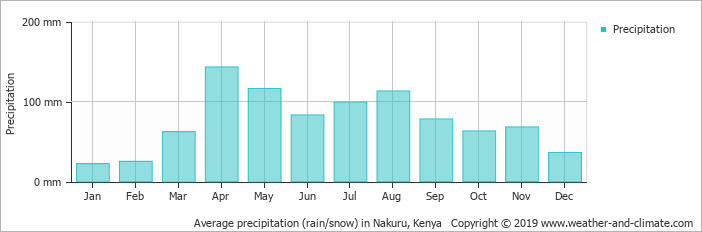 200 mm
Precipitation
Precipitation
100 mm
0 mm
Jan Feb Mar Apr May Jun Jul Aug Sep Oct Nov Dec
Average precipitation (rain/snow) in Nakuru, Kenya Copyright © 2019 www.weather-and-climate.com